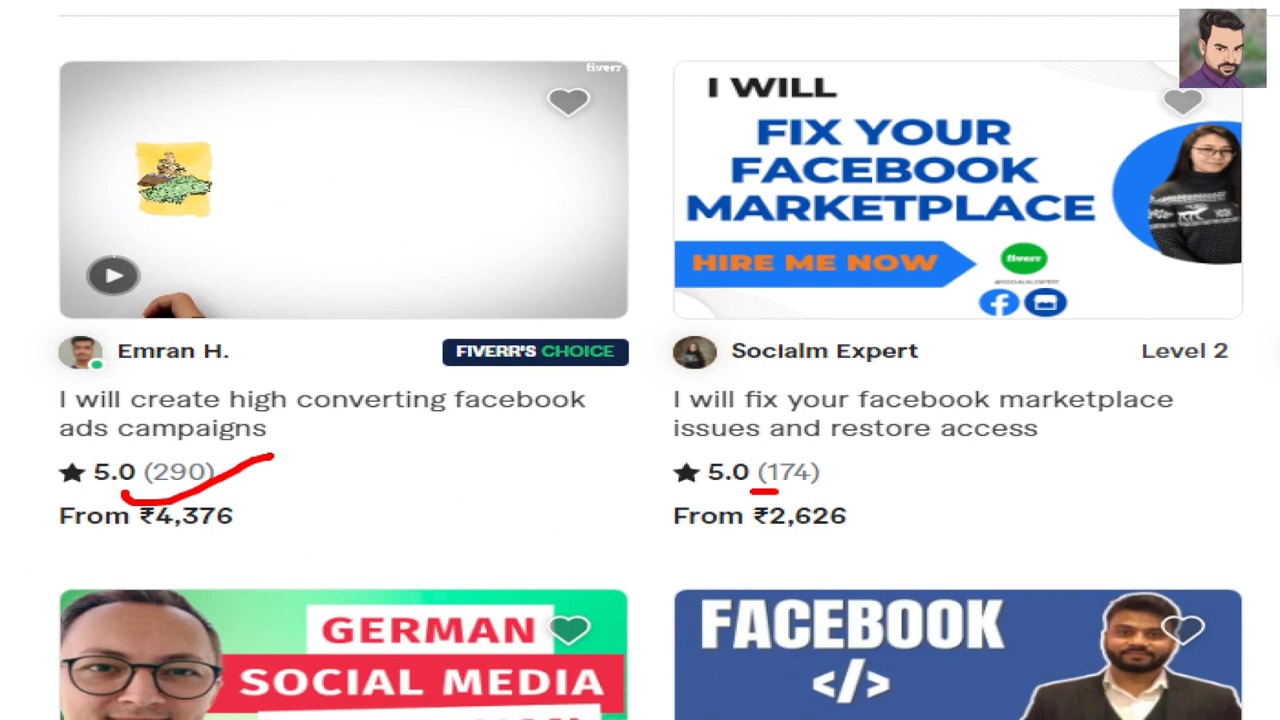 fiverr
I WILL
FIX YOUR
FACEBOOK
MARKETPLACE
HIRE ME NOW
fiverr
Emran H.
FIVERR'S CHOICE
I will create high converting facebook
ads campaigns
5.0 (290)
From ₹4,376
Socialm Expert
Level 2
I will fix your facebook marketplace
issues and restore access
5.0 (174)
From ₹2,626
GERMAN
SOCIAL MEDIA
FACEBOOK
</>